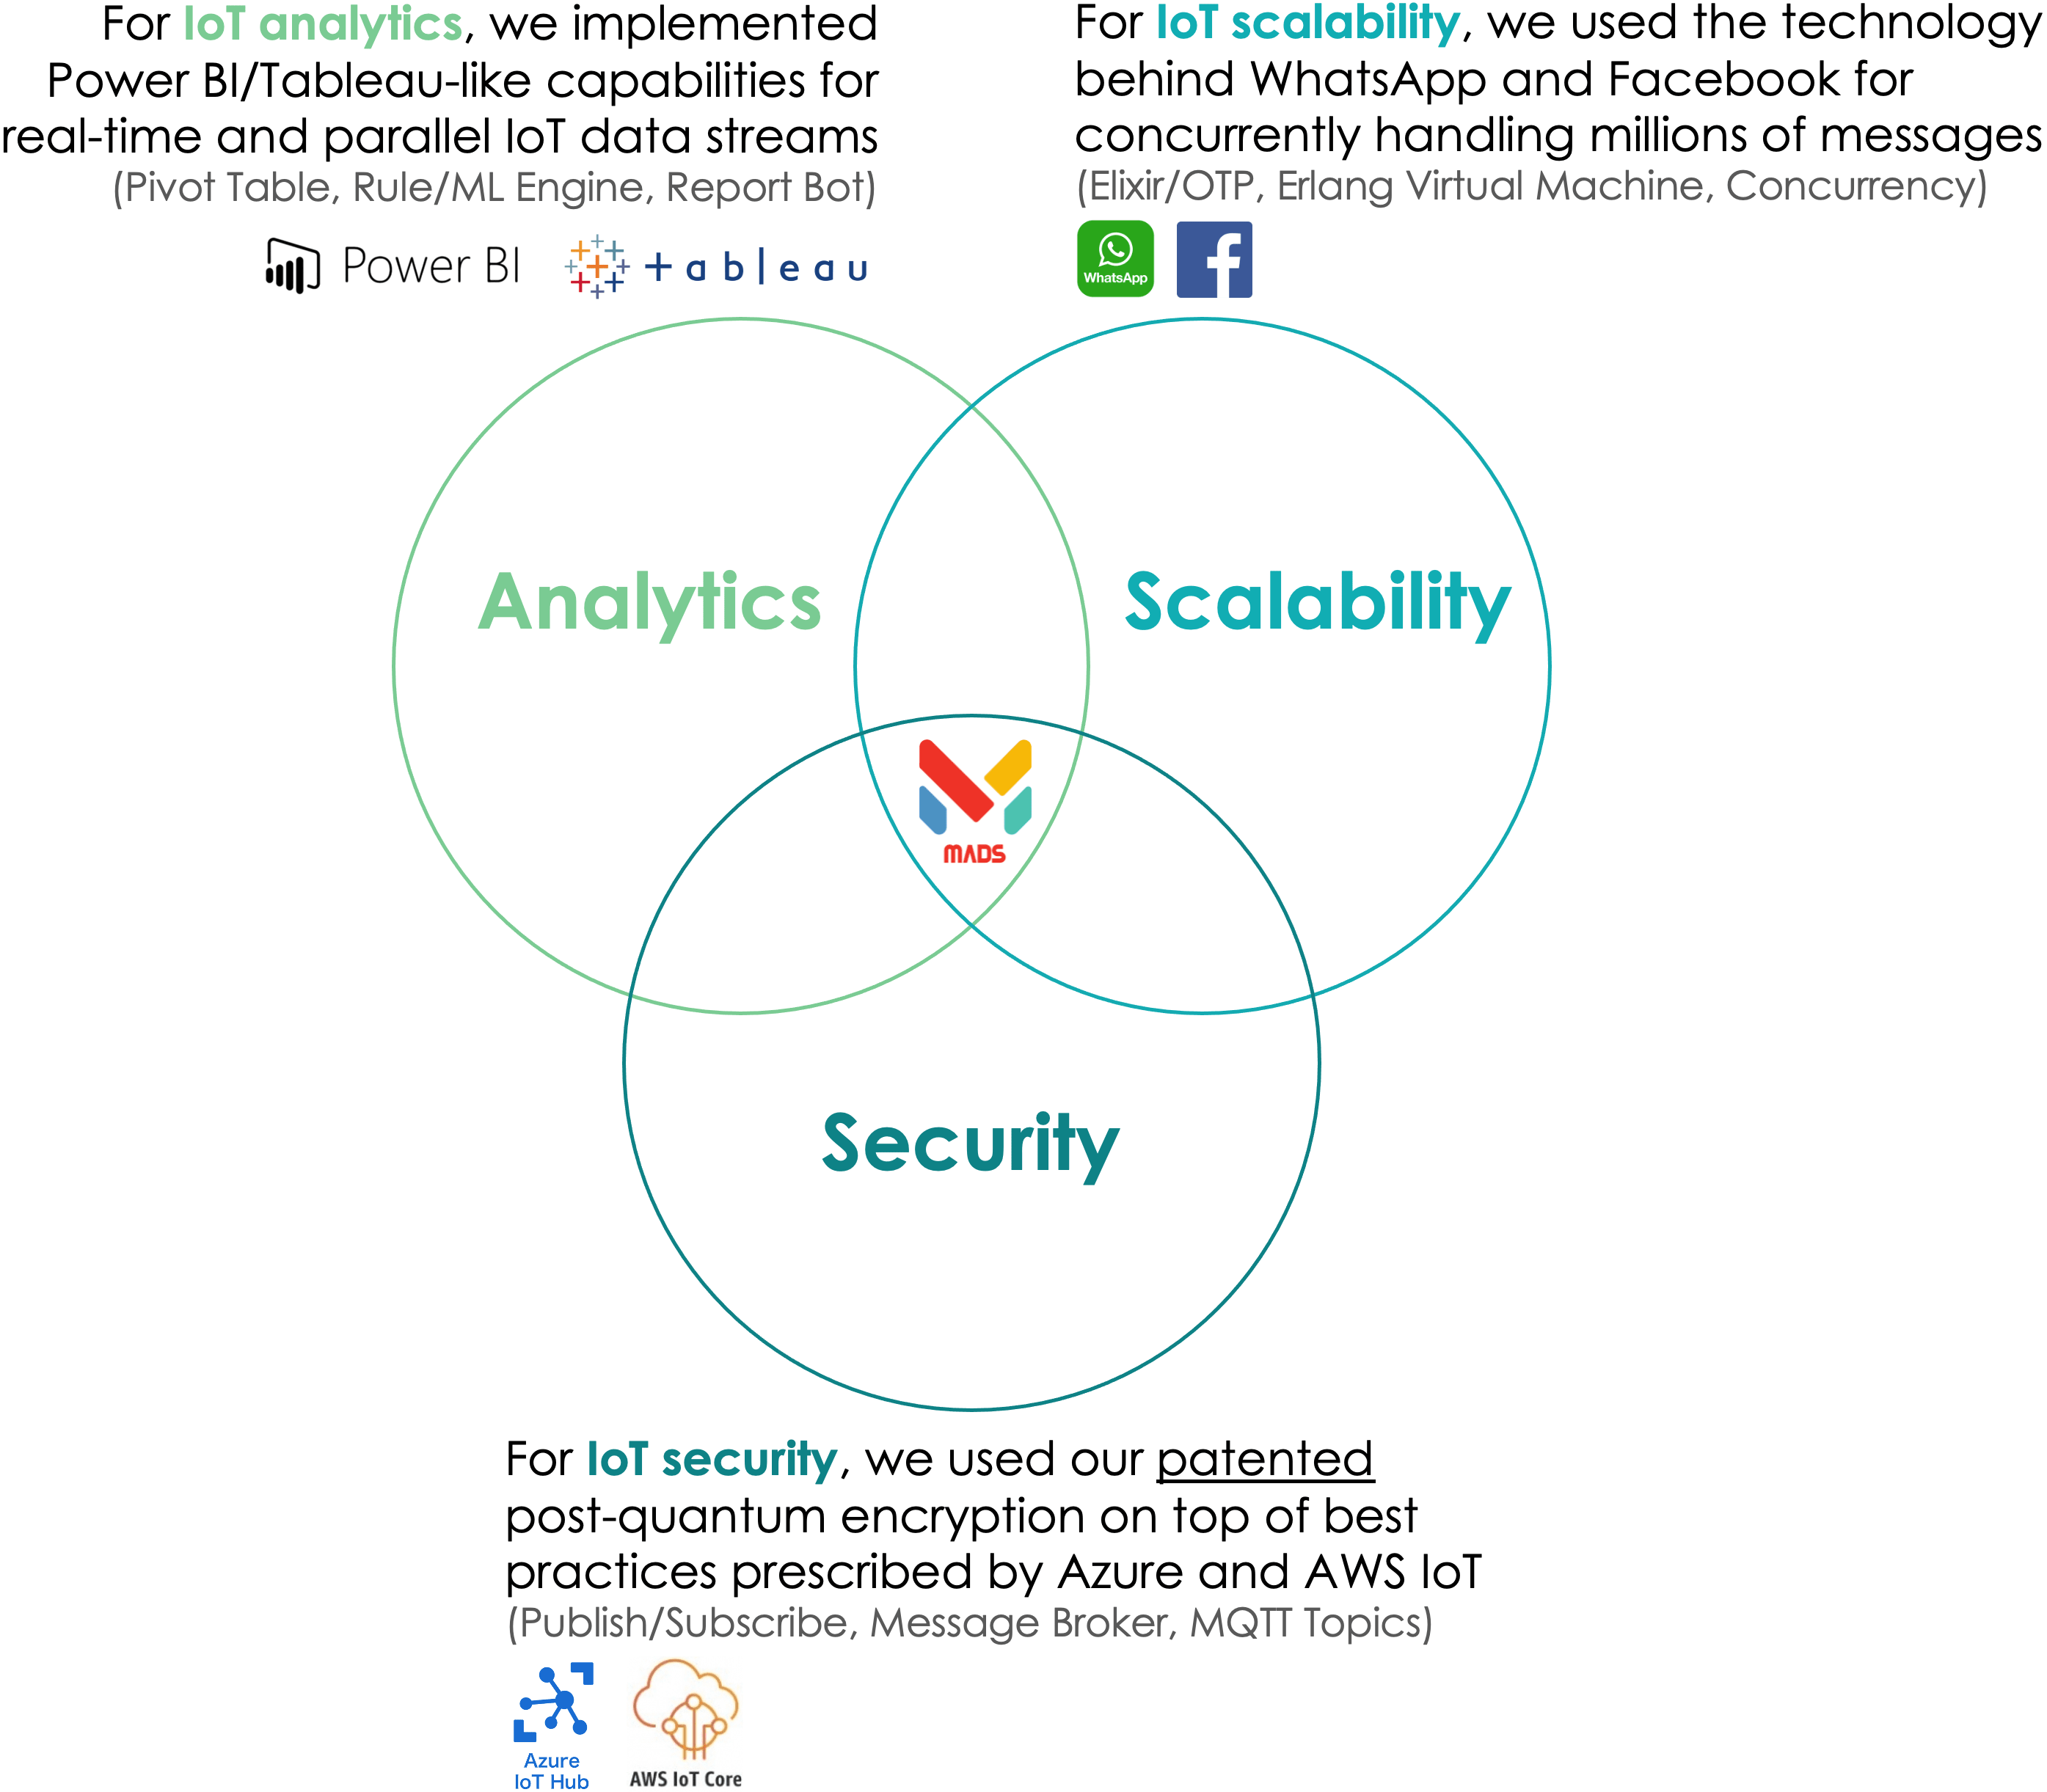 For IoT analytics, we implemented
Power BI/Tableau-like capabilities for
real-time and parallel IoT data streams
(Pivot Table, Rule/ML Engine, Report Bot)
Power BI
+ableau
For IoT scalability, we used the technology
behind WhatsApp and Facebook for
concurrently handling millions of messages
(Elixir/OTP, Erlang Virtual Machine, Concurrency)
WhatsApp
f
Analytics
Scalability
MADS
Security
For IoT security, we used our patented
post-quantum encryption on top of best
practices prescribed by Azure and AWS IoT
(Publish/Subscribe, Message Broker, MQTT Topics)
Azure
IoT Hub
AWS IoT Core